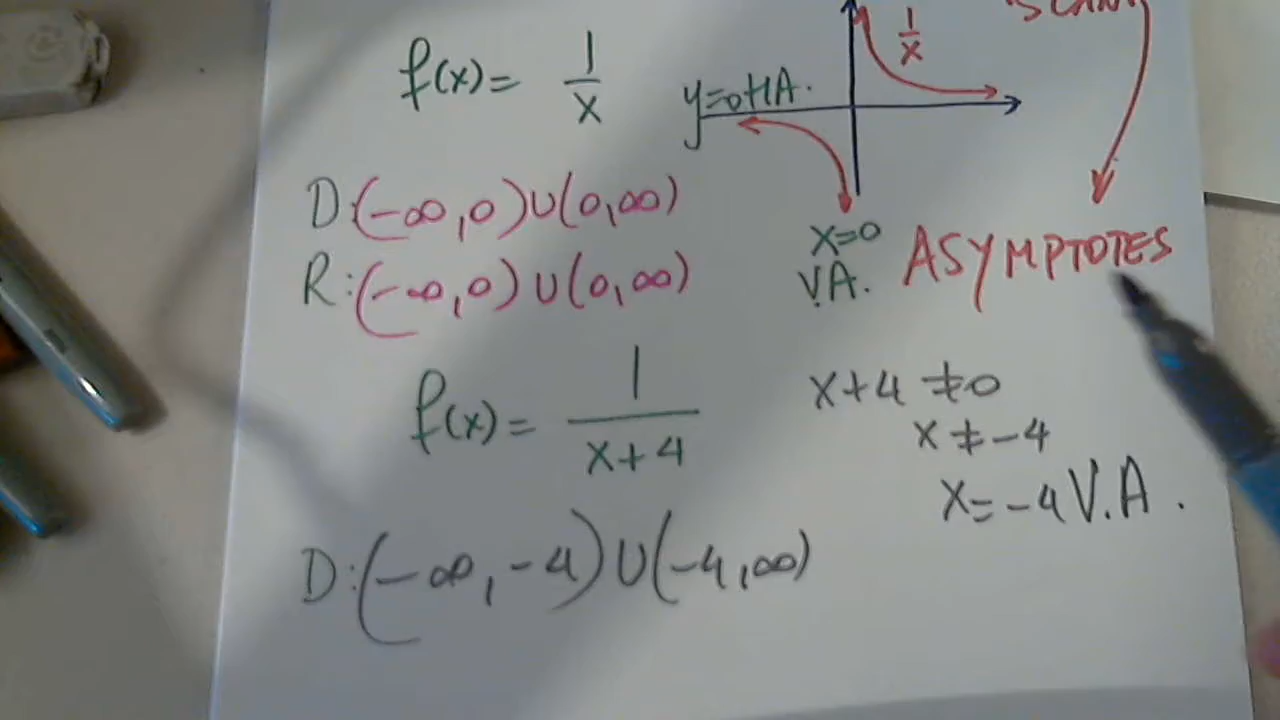 f(x) = 1/x
1/x
y=0 H.A.
D:(-∞,0)∪(0,∞)
R:(-∞,0)∪(0,∞)
x=0
V.A.
ASYMPTOTES
f(x) = 1/(x+4)
x+4 ≠0
x ≠ -4
x= -4 V.A.
D:(-∞,-4)∪(-4,∞)